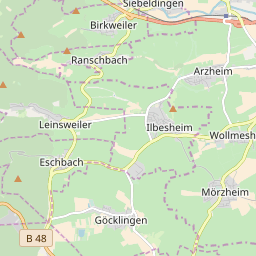 Siebeldingen
Birkweiler
Ranschbach
Arzheim
Leinsweiler
Ilbesheim
Wollmesh
Eschbach
Mörzheim
Göcklingen
B 48